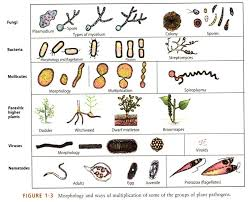 Fungi
Plasmodium
Spore
Types of mycelium
Colony
Spores
Bacteria
Morphology and flagellation
Fission
Streptomyces
Mollicutes
Morphology
Multiplication
Spiroplasma
Parasitic
higher
plants
Dodder
Witchweed
Dwarf mistletoe
Broomrapes
Viruses
Morphology
Viroids
Nematodes
Adults
Egg
Juvenile
Protozoa (flagellates)
FIGURE 1-3 Morphology and ways of multiplication of some of the groups of plant pathogens.